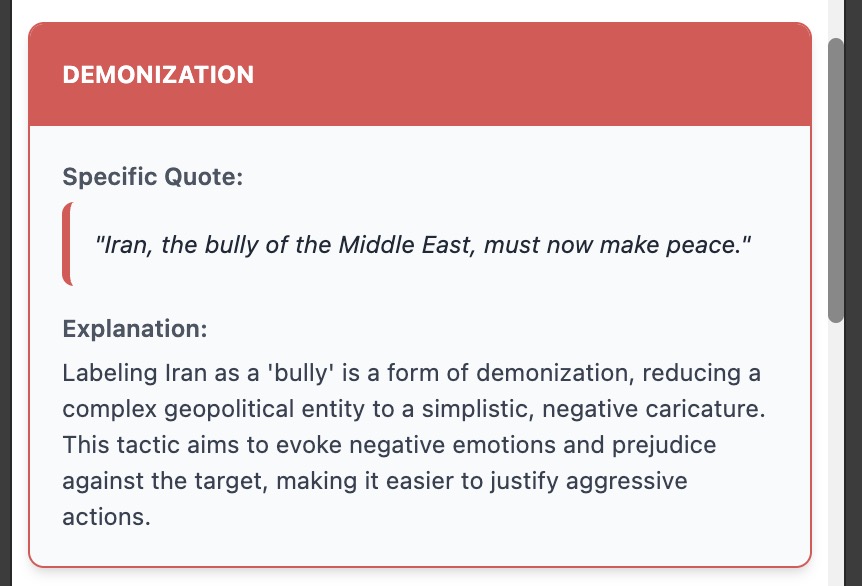 DEMONIZATION
Specific Quote:
"Iran, the bully of the Middle East, must now make peace."
Explanation:
Labeling Iran as a 'bully' is a form of demonization, reducing a
complex geopolitical entity to a simplistic, negative caricature.
This tactic aims to evoke negative emotions and prejudice
against the target, making it easier to justify aggressive
actions.